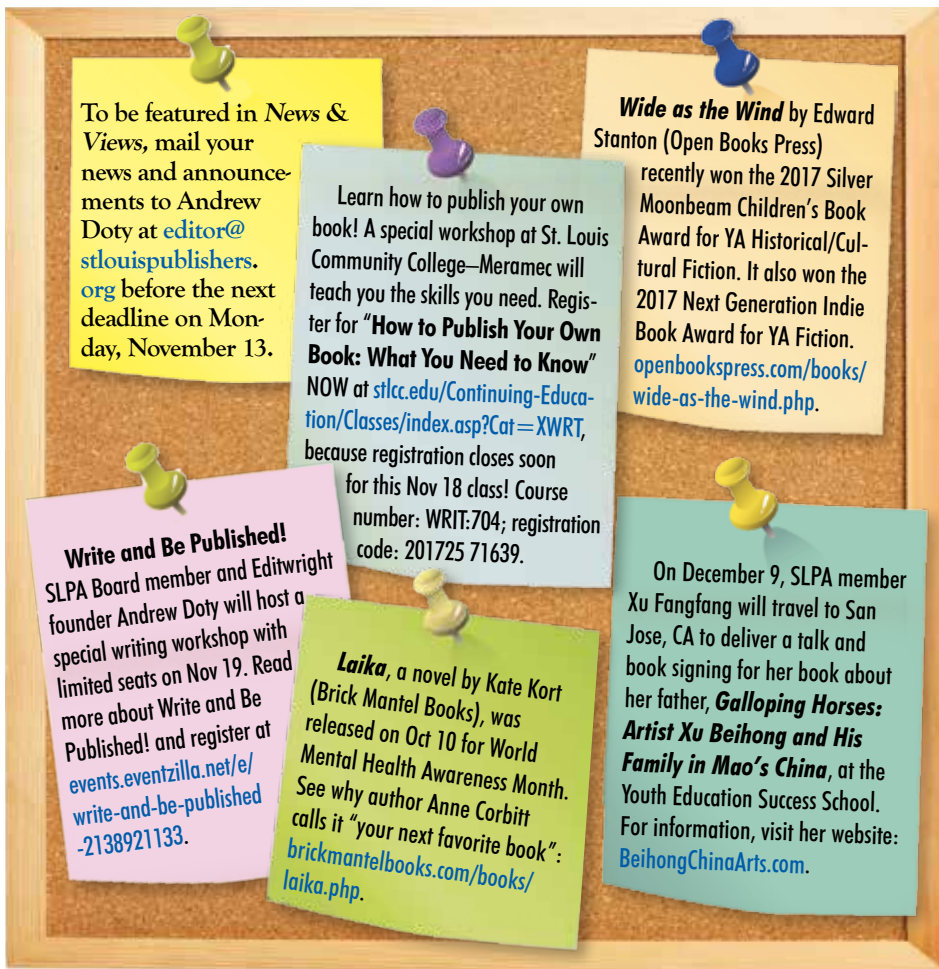 To be featured in News &
Views, mail your
news and announce-
ments to Andrew
Doty at editor@
stlouispublishers.
org before the next
deadline on Mon-
day, November 13.
Learn how to publish your own
book! A special workshop at St. Louis
Community College–Meramec will
teach you the skills you need. Regis-
ter for "How to Publish Your Own
Book: What You Need to Know"
NOW at stlcc.edu/Continuing-Educa-
tion/Classes/index.asp?Cat=XWRT,
because registration closes soon
for this Nov 18 class! Course
number: WRIT:704; registration
code: 201725 71639.
Wide as the Wind by Edward
Stanton (Open Books Press)
recently won the 2017 Silver
Moonbeam Children's Book
Award for YA Historical/Cul-
tural Fiction. It also won the
2017 Next Generation Indie
Book Award for YA Fiction.
openbookspress.com/books/
wide-as-the-wind.php.
Write and Be Published!
SLPA Board member and Editwright
founder Andrew Doty will host a
special writing workshop with
limited seats on Nov 19. Read
more about Write and Be
Published! and register at
events.eventzilla.net/e/
write-and-be-published
-2138921133.
Laika, a novel by Kate Kort
(Brick Mantel Books), was
released on Oct 10 for World
Mental Health Awareness Month.
See why author Anne Corbitt
calls it "your next favorite book":
brickmantelbooks.com/books/
laika.php.
On December 9, SLPA member
Xu Fangfang will travel to San
Jose, CA to deliver a talk and
book signing for her book about
her father, Galloping Horses:
Artist Xu Beihong and His
Family in Mao's China, at the
Youth Education Success School.
For information, visit her website:
BeihongChinaArts.com.